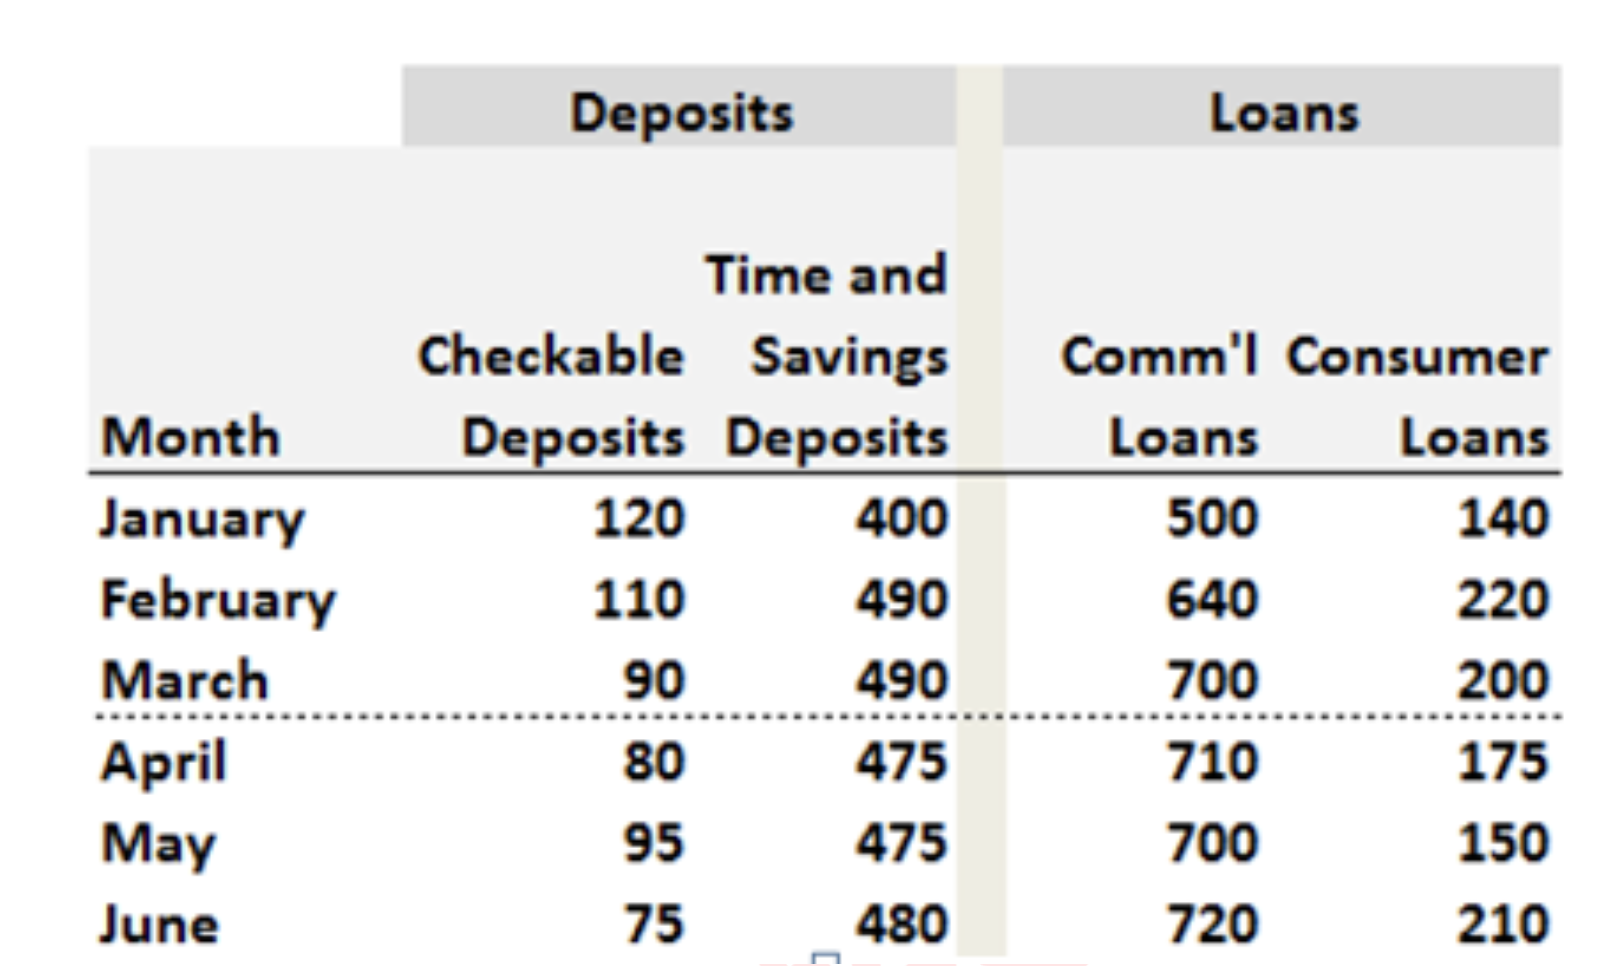 Deposits Loans
Time and
Checkable Savings Comm'l Consumer
Month Deposits Deposits Loans Loans
January 120 400 500 140
February 110 490 640 220
March 90 490 700 200
April 80 475 710 175
May 95 475 700 150
June 75 480 720 210